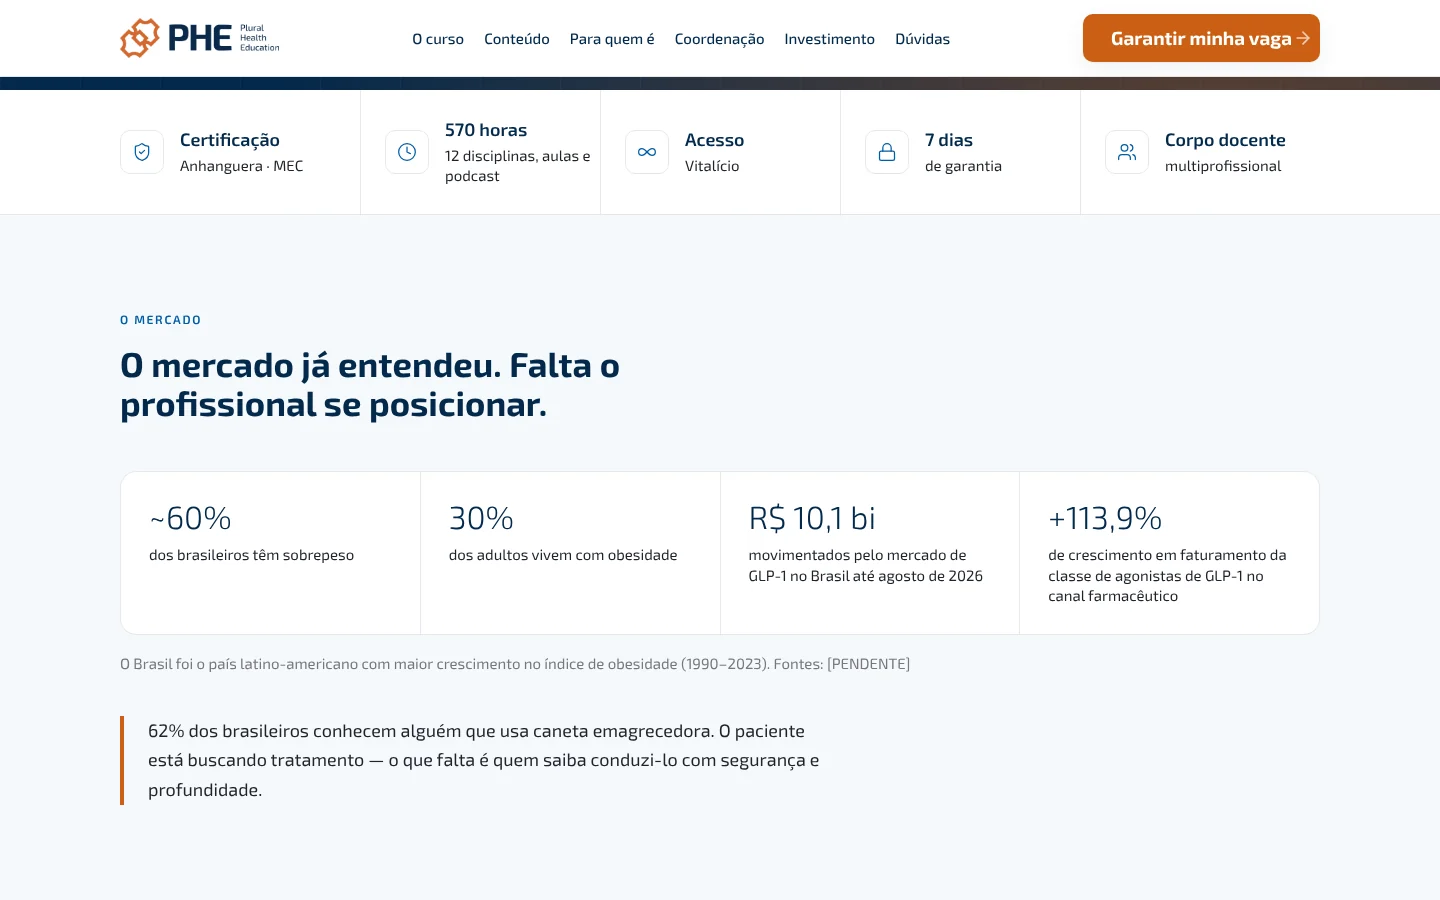 PHE
Plural
Health
Education
O curso
Conteúdo
Para quem é
Coordenação
Investimento
Dúvidas
Garantir minha vaga
Certificação
Anhanguera · MEC
570 horas
12 disciplinas, aulas e
podcast
Acesso
Vitalício
7 dias
de garantia
Corpo docente
multiprofissional
O MERCADO
O mercado já entendeu. Falta o
profissional se posicionar.
~60%
dos brasileiros têm sobrepeso
30%
dos adultos vivem com obesidade
R$ 10,1 bi
movimentados pelo mercado de
GLP-1 no Brasil até agosto de 2026
+113,9%
de crescimento em faturamento da
classe de agonistas de GLP-1 no
canal farmacêutico
O Brasil foi o país latino-americano com maior crescimento no índice de obesidade (1990–2023). Fontes: [PENDENTE]
62% dos brasileiros conhecem alguém que usa caneta emagrecedora. O paciente
está buscando tratamento — o que falta é quem saiba conduzi-lo com segurança e
profundidade.